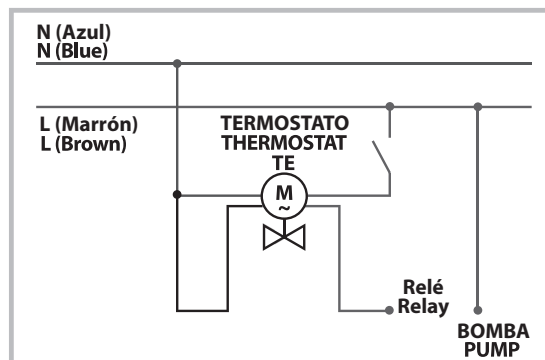 N (Azul)
N (Blue)
L (Marrón)
L (Brown)
TERMOSTATO
THERMOSTAT
TE
M
~
Relé
Relay
BOMBA
PUMP